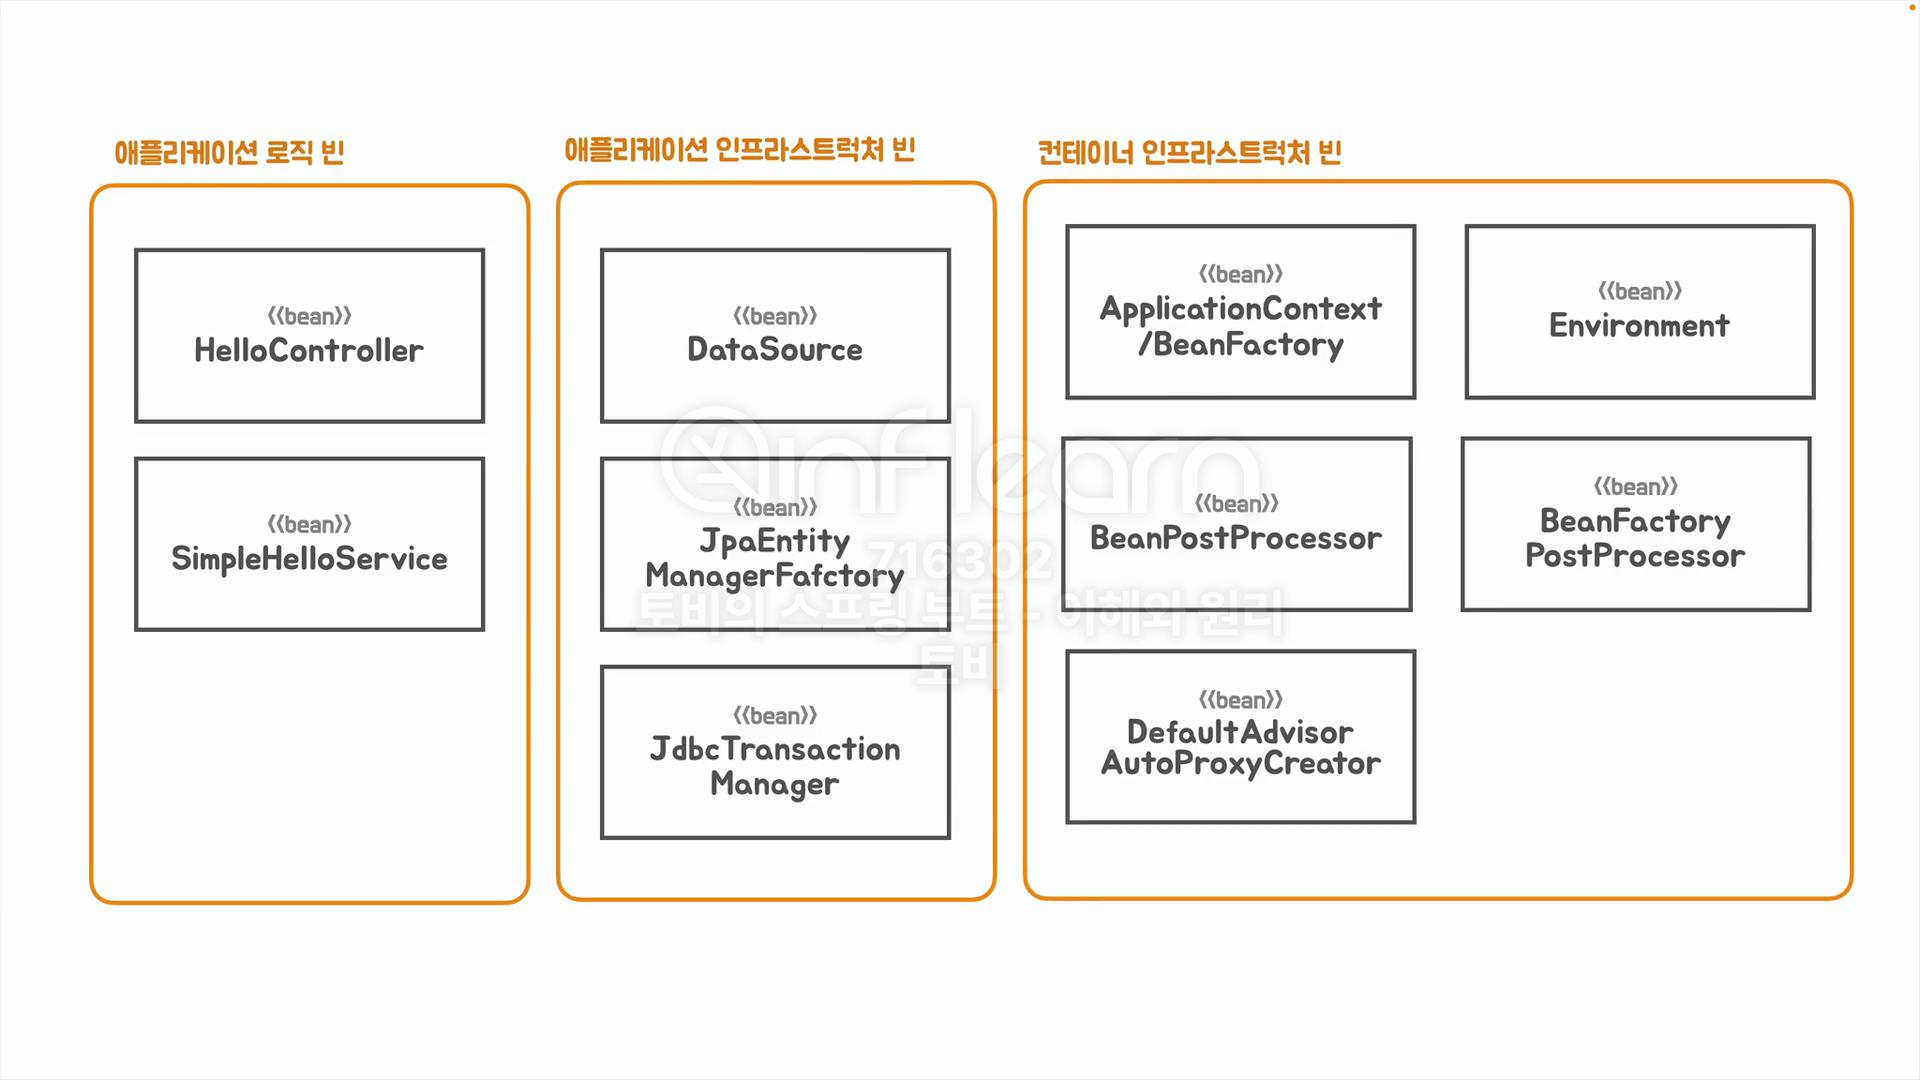 애플리케이션 로직 빈
<<bean>>
HelloController
<<bean>>
SimpleHelloService
애플리케이션 인프라스트럭처 빈
<<bean>>
DataSource
<<bean>>
JpaEntity
ManagerFafctory
<<bean>>
JdbcTransaction
Manager
컨테이너 인프라스트럭처 빈
<<bean>>
ApplicationContext
/BeanFactory
<<bean>>
Environment
<<bean>>
BeanPostProcessor
<<bean>>
BeanFactory
PostProcessor
<<bean>>
DefaultAdvisor
AutoProxyCreator
inflearn
716302
토비의 스프링 부트 - 이해와 원리
토비